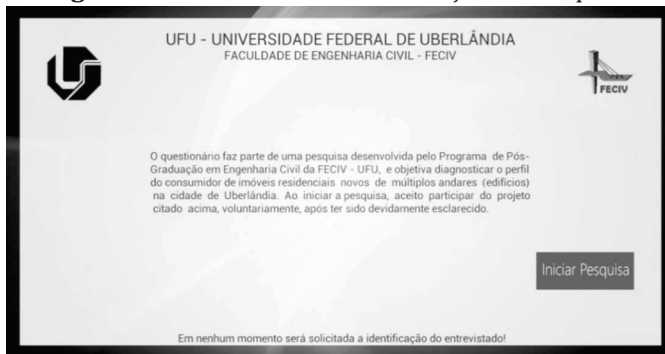 UFU - UNIVERSIDADE FEDERAL DE UBERLÂNDIA
FACULDADE DE ENGENHARIA CIVIL - FECIV
FECIV
O questionário faz parte de uma pesquisa desenvolvida pelo Programa de Pós-
Graduação em Engenharia Civil da FECIV - UFU, e objetiva diagnosticar o perfil
do consumidor de imóveis residenciais novos de múltiplos andares (edifícios)
na cidade de Uberlândia. Ao iniciar a pesquisa, aceito participar do projeto
citado acima, voluntariamente, após ter sido devidamente esclarecido.
Iniciar Pesquisa
Em nenhum momento será solicitada a identificação do entrevistado!